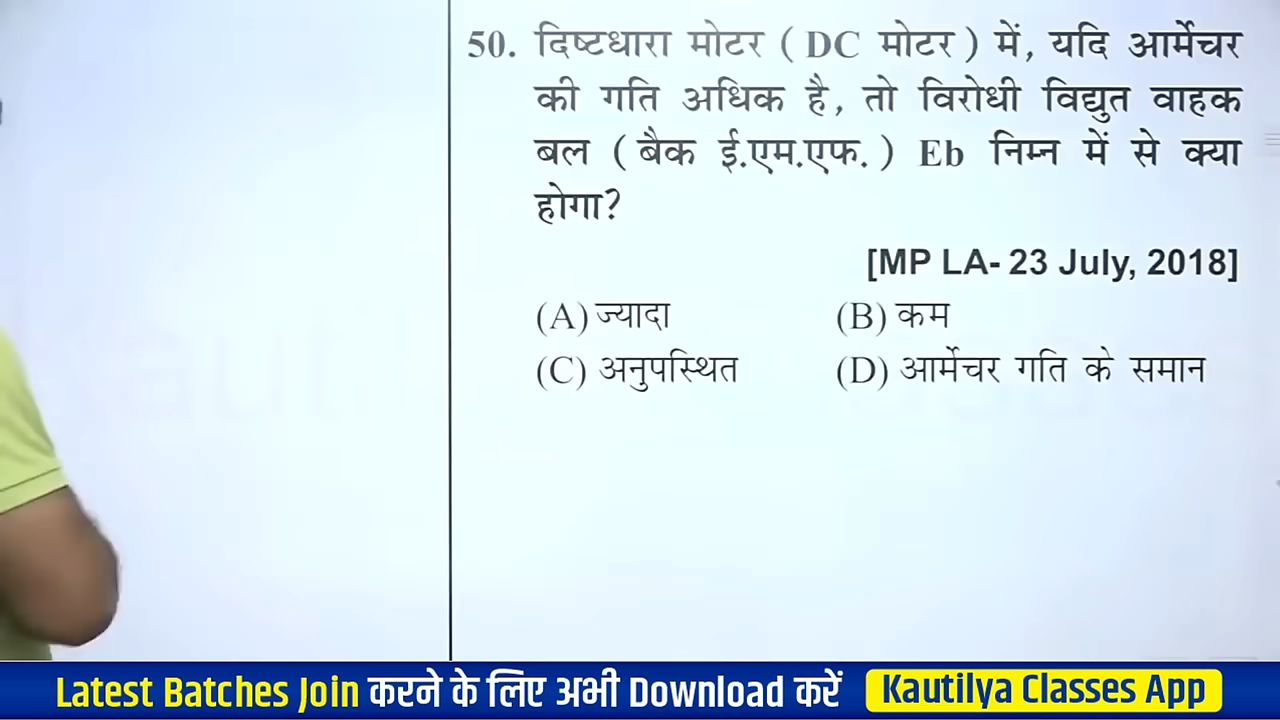 50. दिष्टधारा मोटर ( DC मोटर ) में, यदि आर्मेचर
की गति अधिक है, तो विरोधी विद्युत वाहक
बल ( बैक ई.एम.एफ. ) Eb निम्न में से क्या
होगा?
[MP LA- 23 July, 2018]
(A) ज्यादा (B) कम
(C) अनुपस्थित (D) आर्मेचर गति के समान
Latest Batches Join करने के लिए अभी Download करें Kautilya Classes App